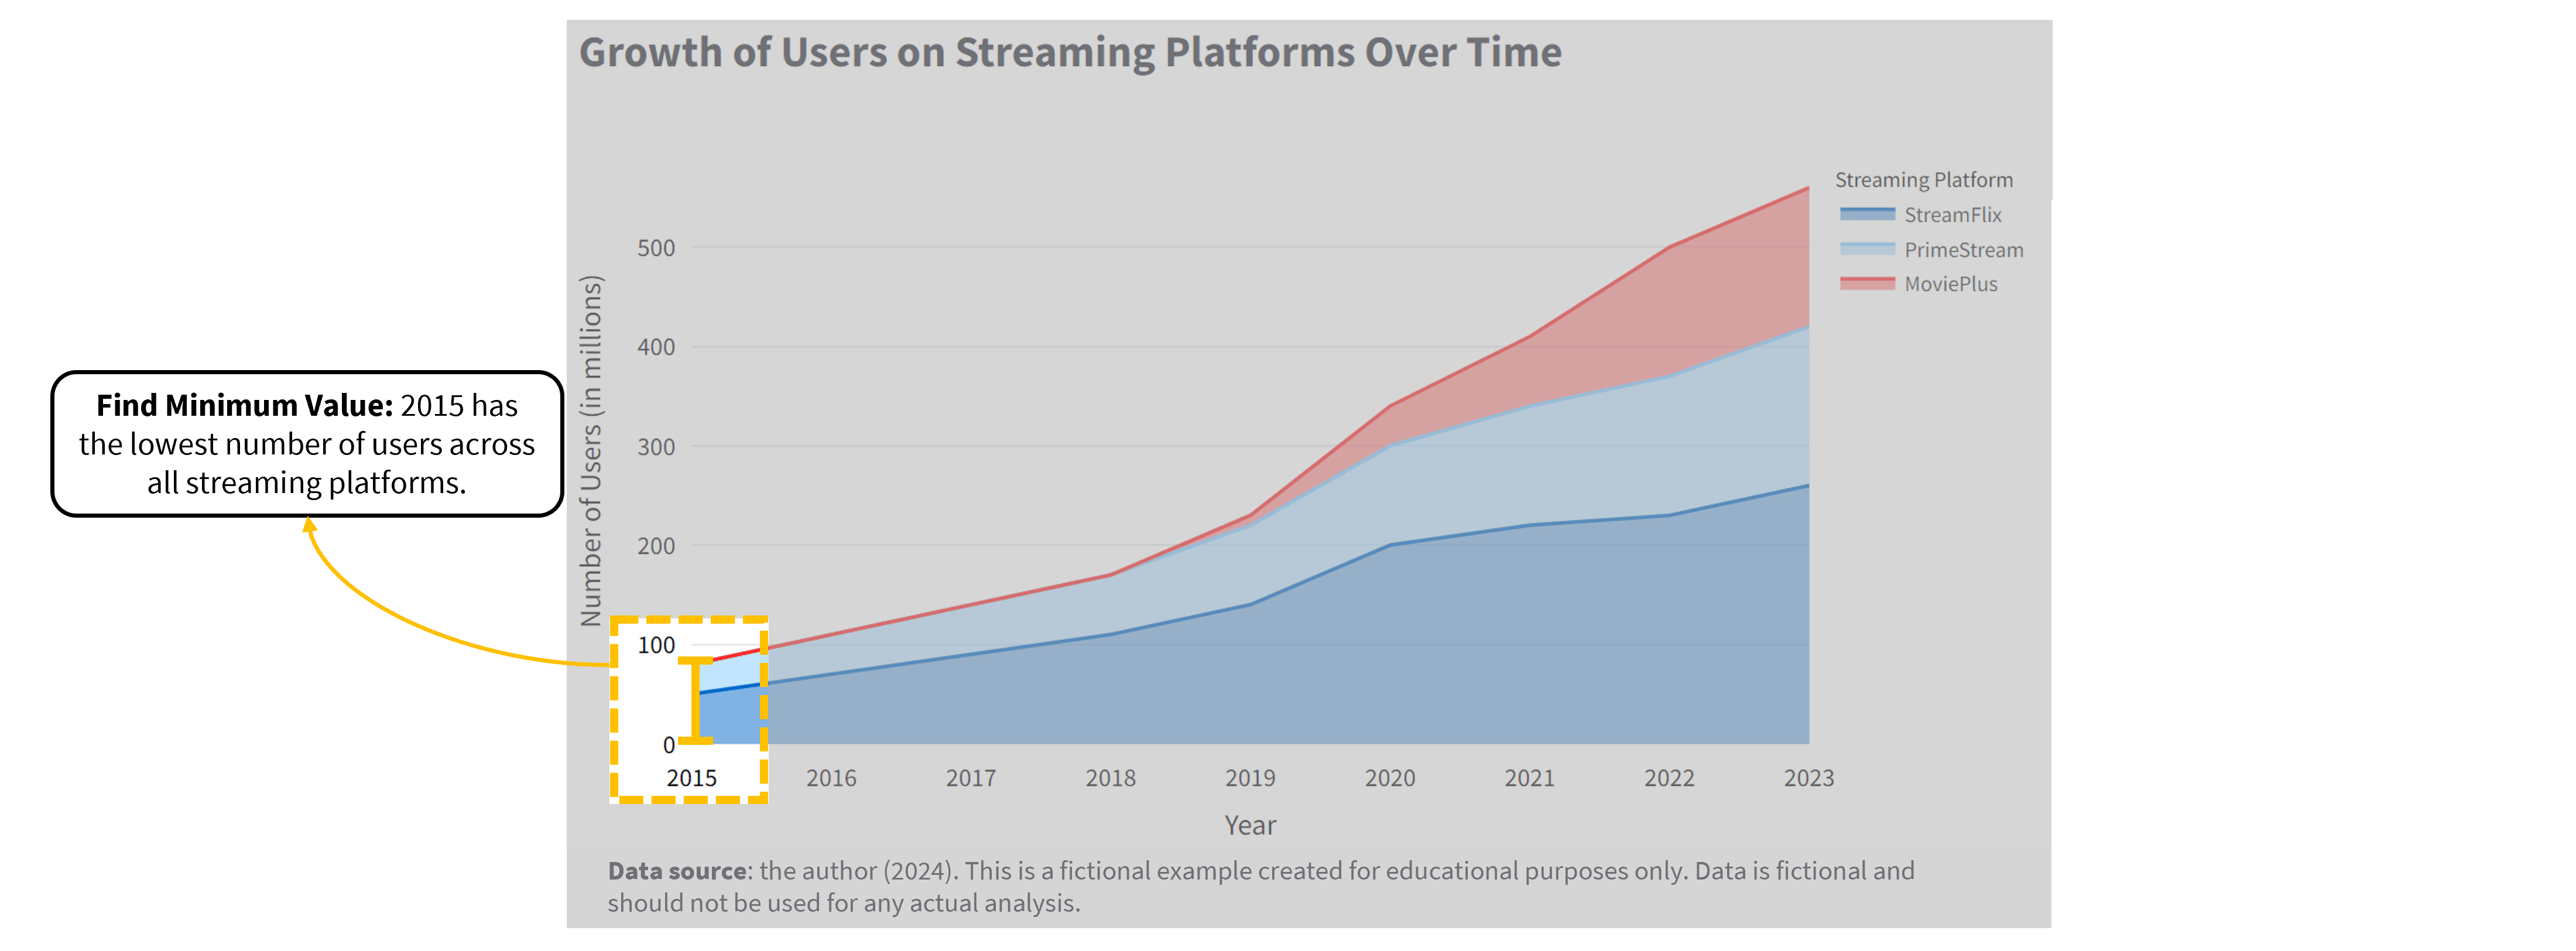 Growth of Users on Streaming Platforms Over Time
Streaming Platform
StreamFlix
PrimeStream
MoviePlus
Number of Users (in millions)
500
400
300
200
100
0
2015 2016 2017 2018 2019 2020 2021 2022 2023
Year
Find Minimum Value: 2015 has
the lowest number of users across
all streaming platforms.
Data source: the author (2024). This is a fictional example created for educational purposes only. Data is fictional and
should not be used for any actual analysis.